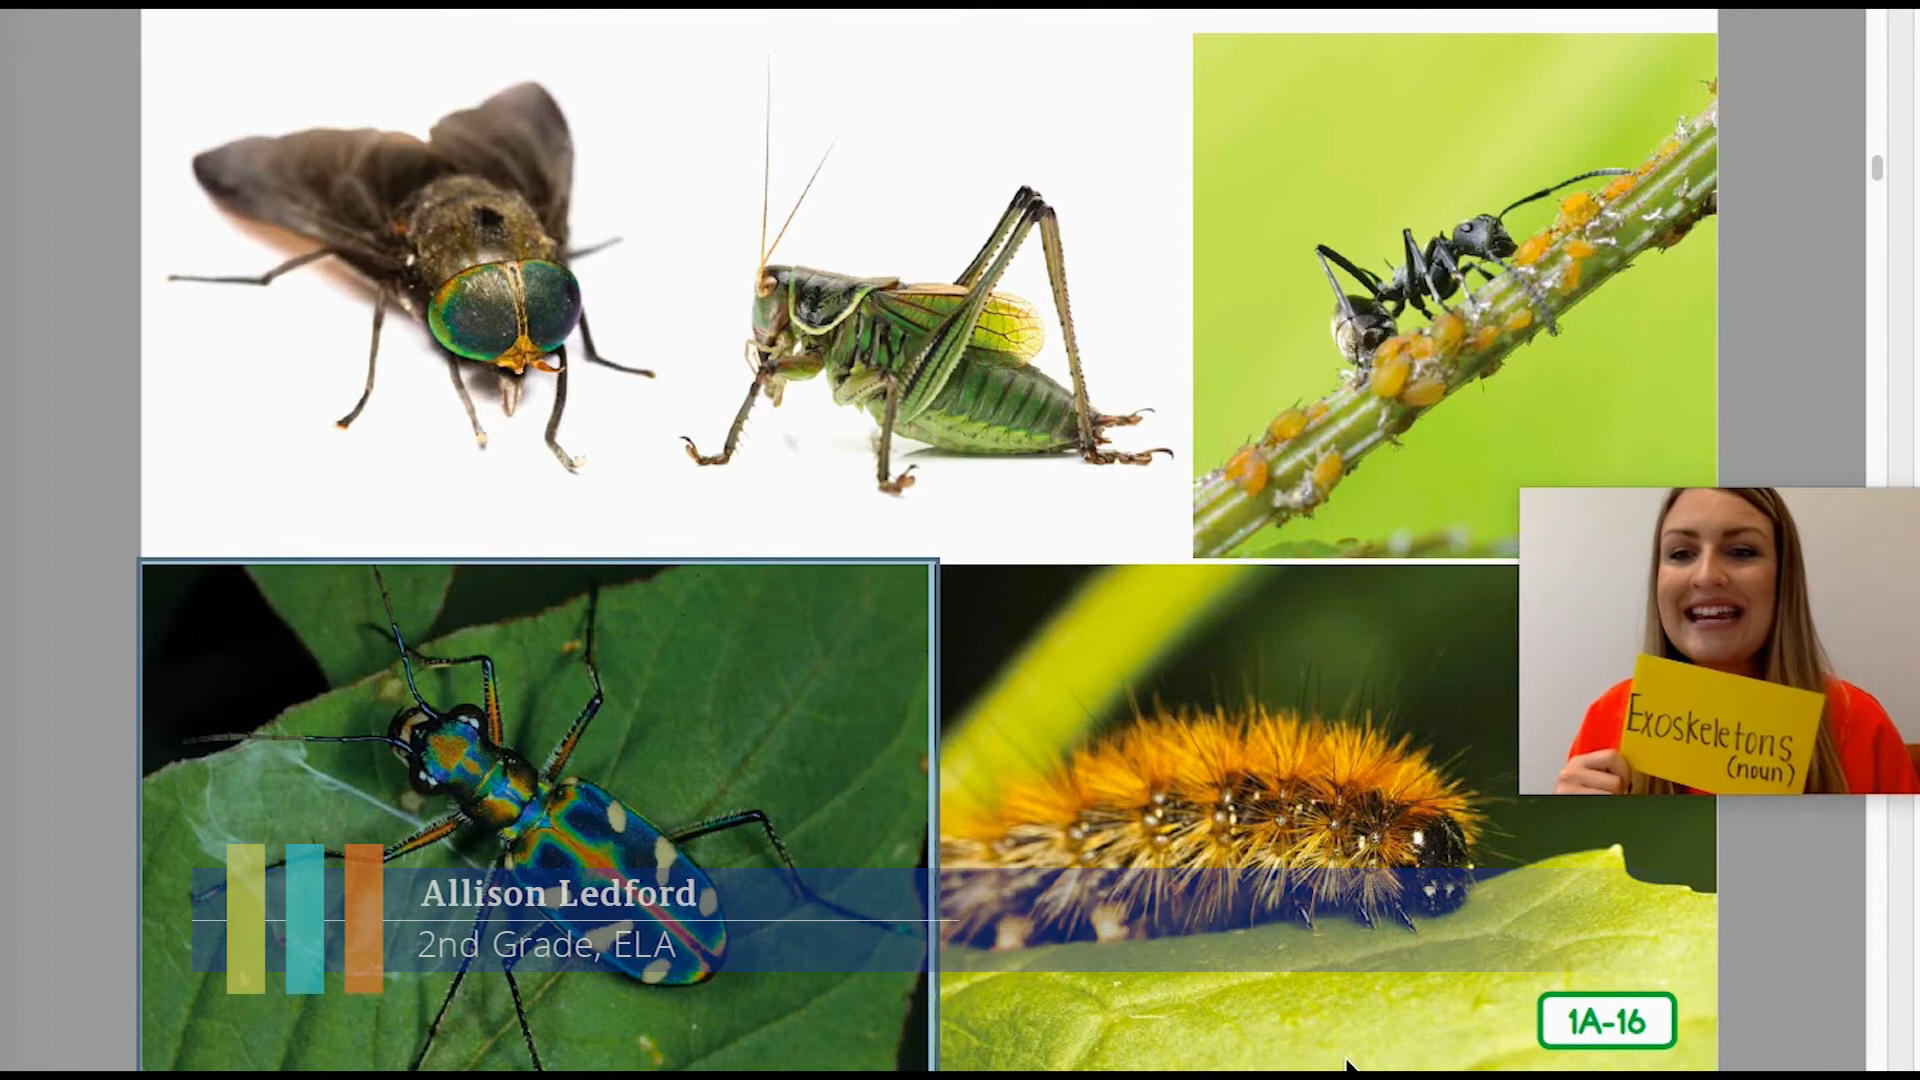 Exoskeletons
(noun)
Allison Ledford
2nd Grade, ELA
1A-16